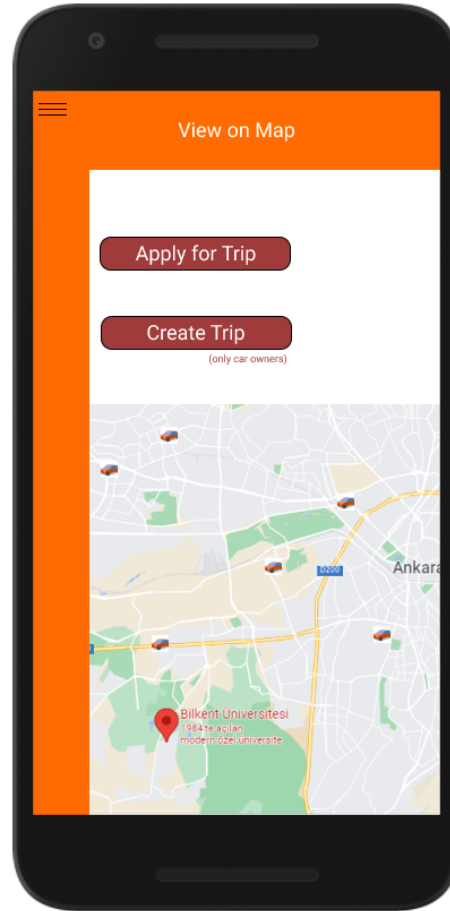 View on Map
Apply for Trip
Create Trip
(only car owners)
D200
Ankara
Bilkent Üniversitesi
1984'te açılan
modern özel üniversite